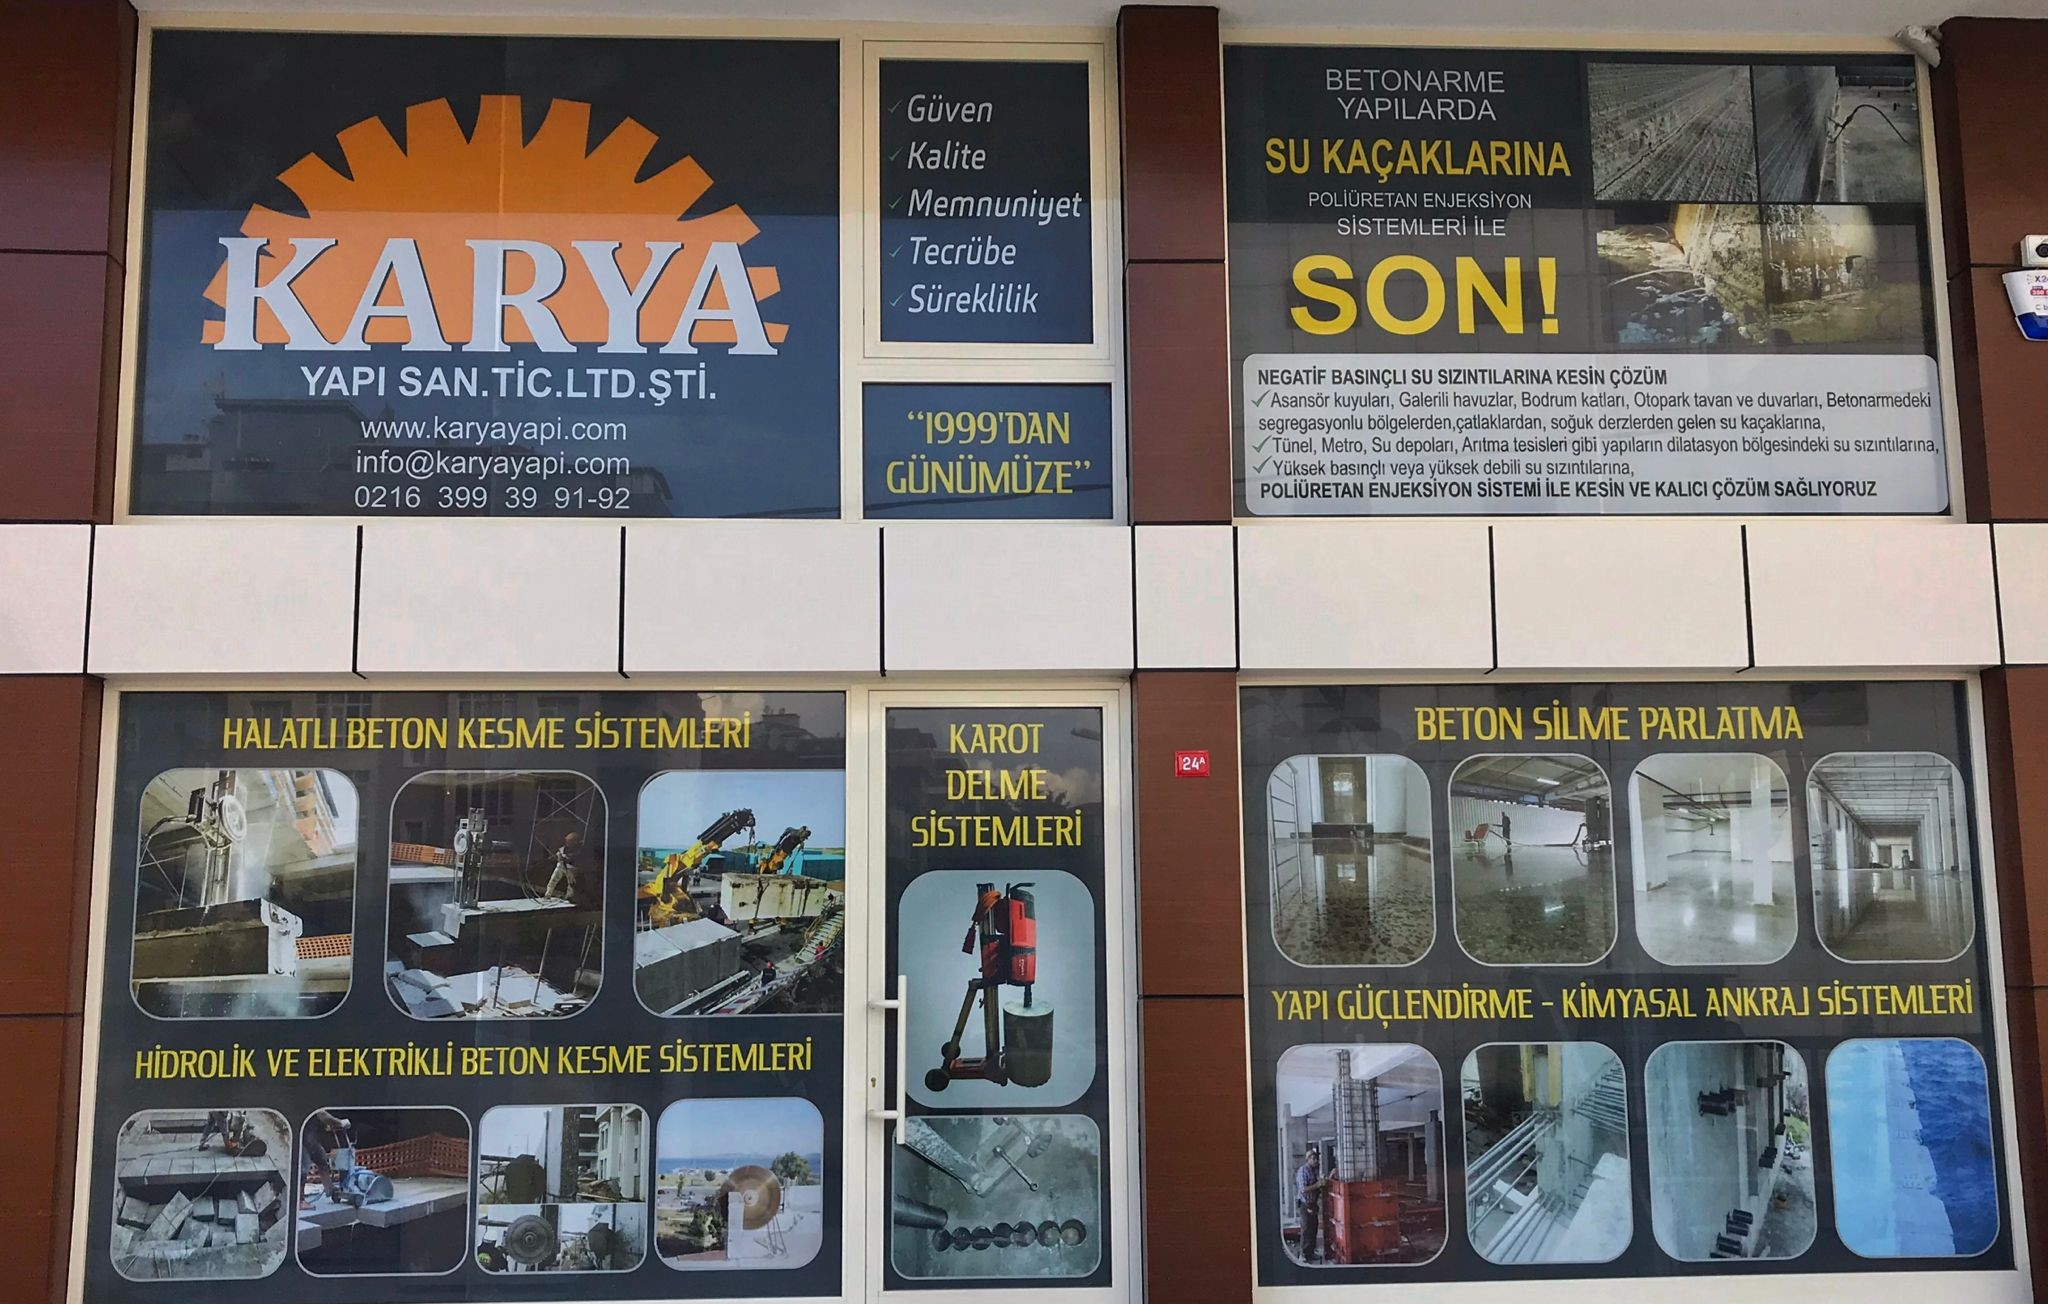 KARYA
YAPI SAN.TİC.LTD.ŞTİ.
www.karyayapi.com
info@karyayapi.com
0216 399 39 91-92
Güven
Kalite
Memnuniyet
Tecrübe
Süreklilik
“1999'DAN
GÜNÜMÜZE”
BETONARME
YAPILARDA
SU KAÇAKLARINA
POLİÜRETAN ENJEKSİYON
SİSTEMLERİ İLE
SON!
NEGATİF BASINÇLI SU SIZINTILARINA KESİN ÇÖZÜM
Asansör kuyuları, Galerili havuzlar, Bodrum katları, Otopark tavan ve duvarları, Betonarmedeki
segregasyonlu bölgelerden,çatlaklardan, soğuk derzlerden gelen su kaçaklarına,
Tünel, Metro, Su depoları, Arıtma tesisleri gibi yapıların dilatasyon bölgesindeki su sızıntılarına,
Yüksek basınçlı veya yüksek debili su sızıntılarına,
POLİÜRETAN ENJEKSİYON SİSTEMİ İLE KESİN VE KALICI ÇÖZÜM SAĞLIYORUZ
HALATLI BETON KESME SİSTEMLERİ
HİDROLİK VE ELEKTRİKLİ BETON KESME SİSTEMLERİ
KAROT
DELME
SİSTEMLERİ
24A
BETON SİLME PARLATMA
YAPI GÜÇLENDİRME - KİMYASAL ANKRAJ SİSTEMLERİ